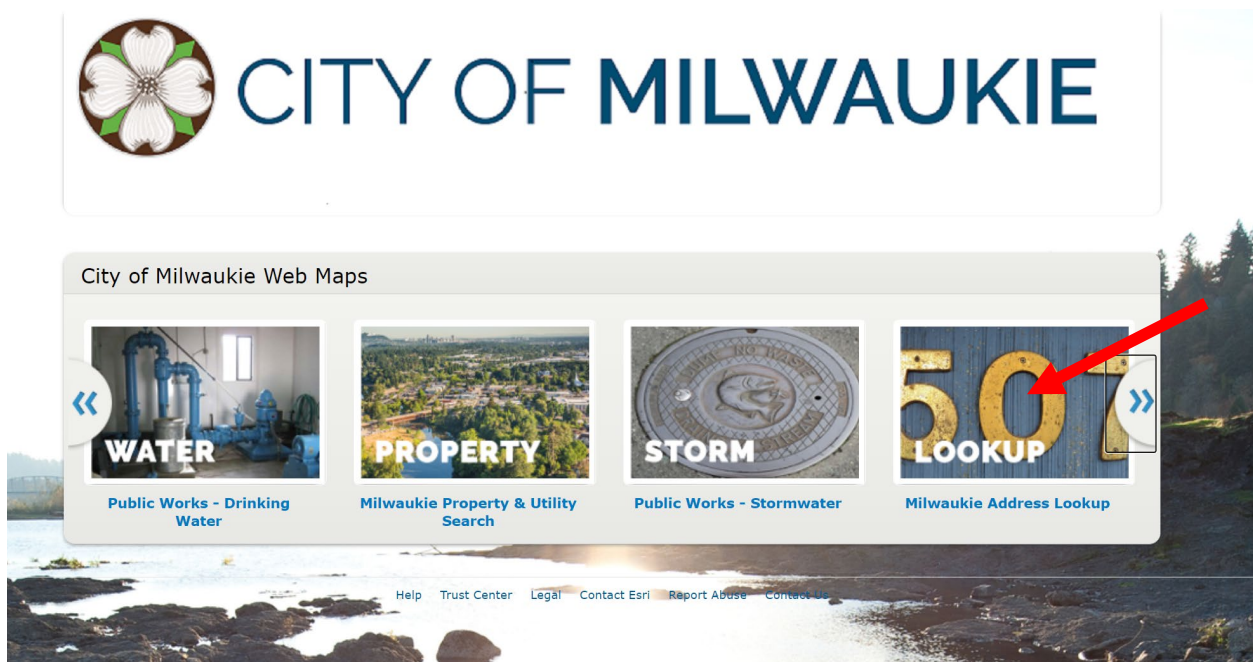 CITY OF MILWAUKIE
City of Milwaukie Web Maps
WATER
PROPERTY
STORM
507
LOOKUP
Public Works - Drinking
Water
Milwaukie Property & Utility
Search
Public Works - Stormwater
Milwaukie Address Lookup
Help Trust Center Legal Contact Esri Report Abuse Contact Us